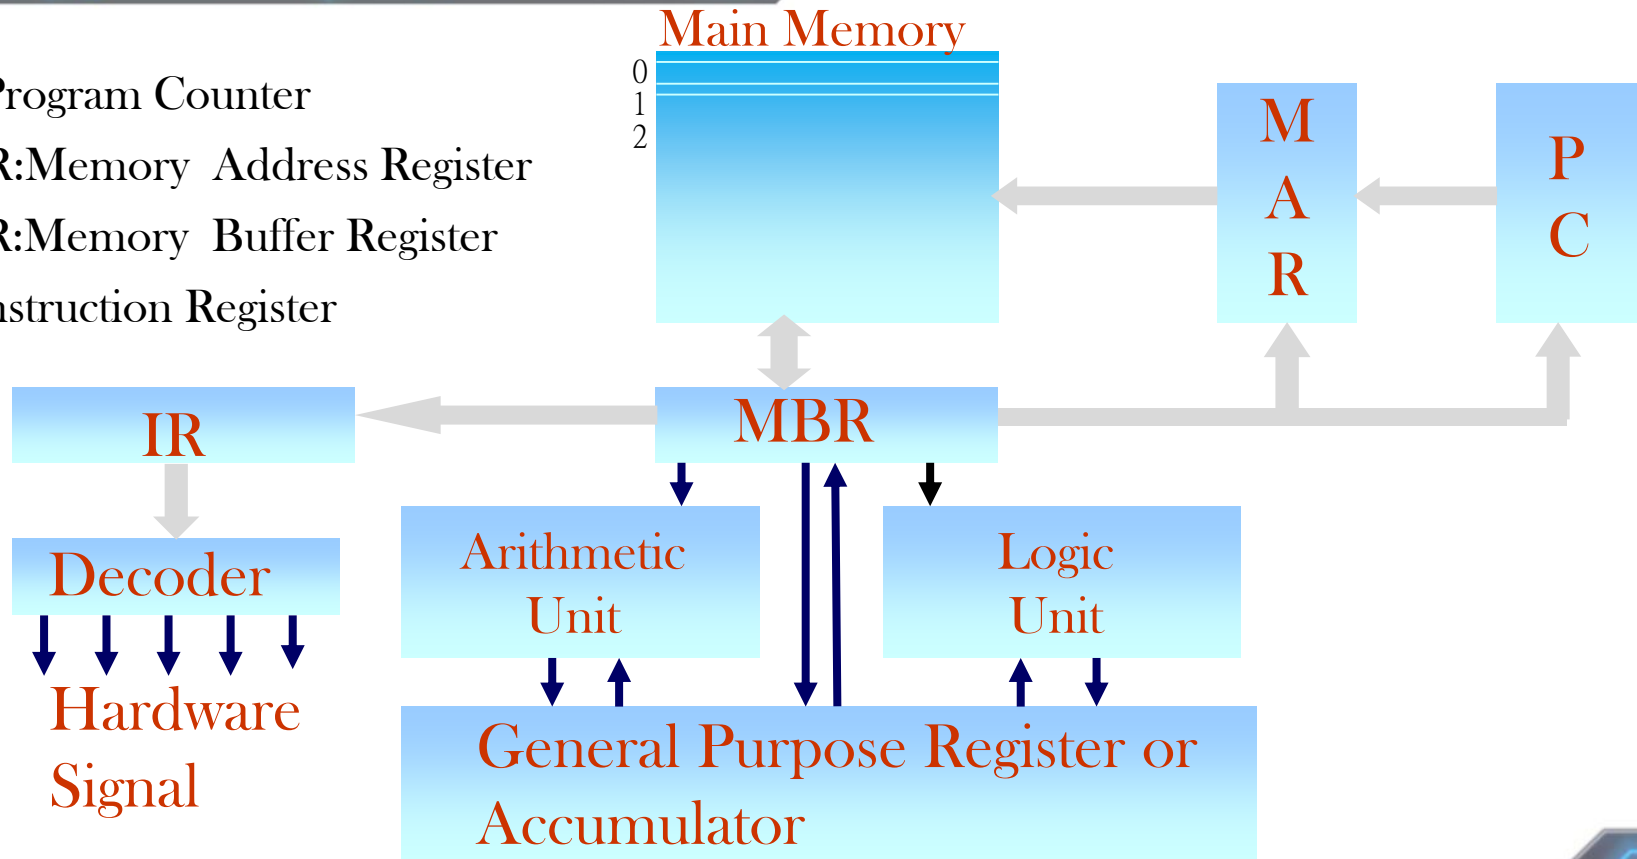 Main Memory
Program Counter
R:Memory Address Register
R:Memory Buffer Register
nstruction Register
0
1
2
M
A
R
P
C
IR
MBR
Decoder
Arithmetic
Unit
Logic
Unit
Hardware
Signal
General Purpose Register or
Accumulator